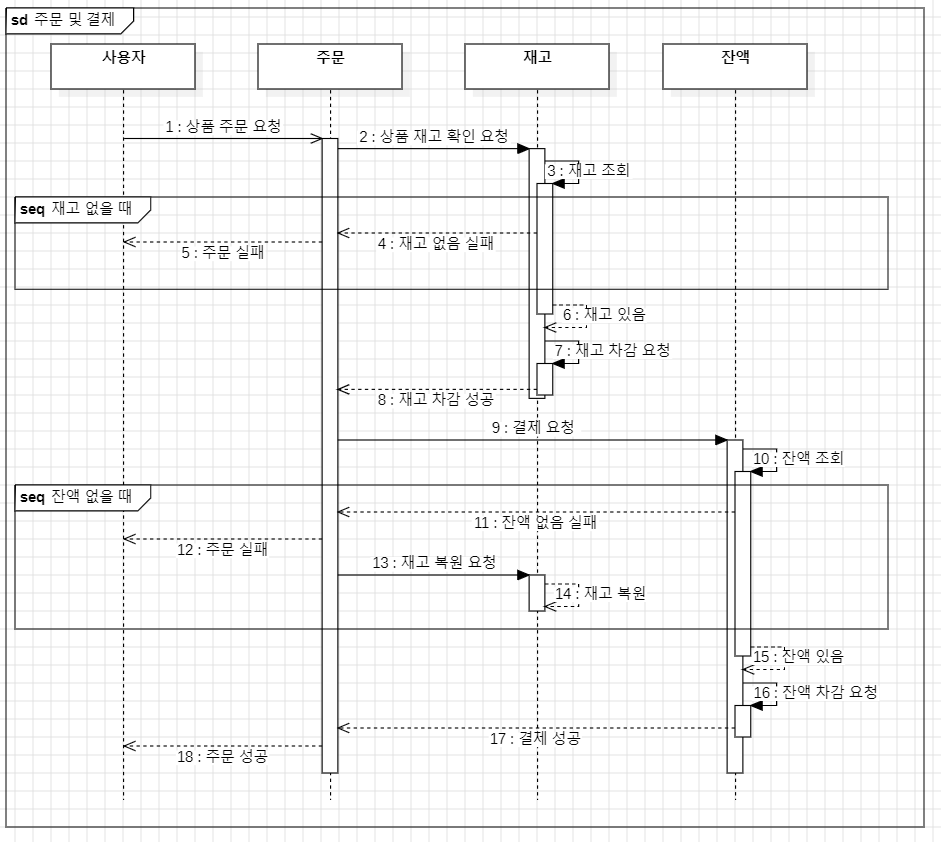 sd 주문 및 결제
사용자
주문
재고
잔액
1 : 상품 주문 요청
2 : 상품 재고 확인 요청
3 : 재고 조회
seq 재고 없을 때
4 : 재고 없음 실패
5 : 주문 실패
6 : 재고 있음
7 : 재고 차감 요청
8 : 재고 차감 성공
9 : 결제 요청
10 : 잔액 조회
seq 잔액 없을 때
11 : 잔액 없음 실패
12 : 주문 실패
13 : 재고 복원 요청
14 : 재고 복원
15 : 잔액 있음
16 : 잔액 차감 요청
17 : 결제 성공
18 : 주문 성공